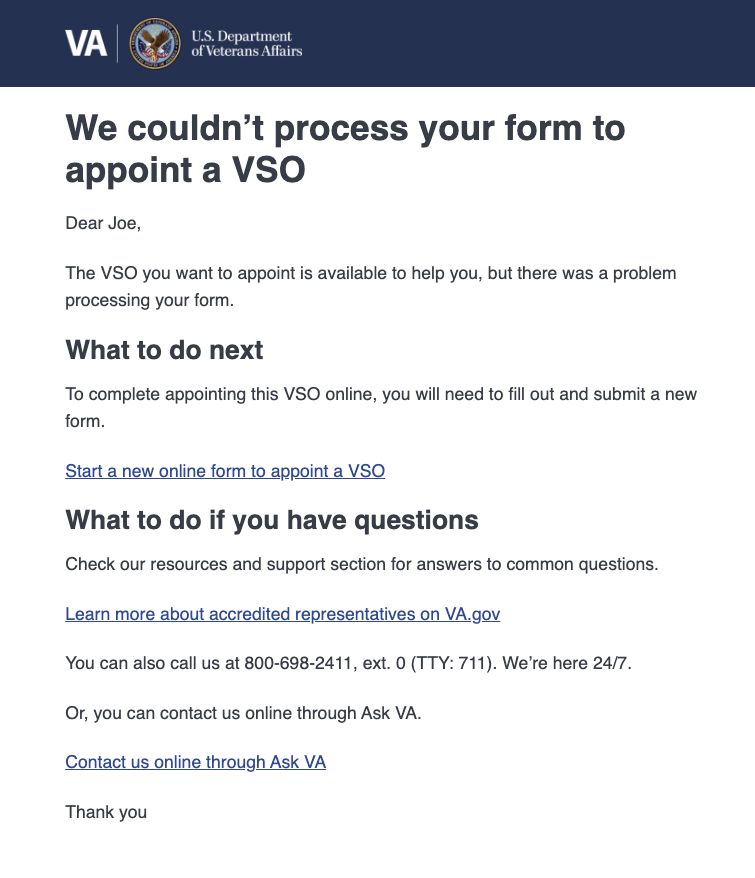 VA
U.S. Department
of Veterans Affairs
We couldn’t process your form to
appoint a VSO
Dear Joe,
The VSO you want to appoint is available to help you, but there was a problem
processing your form.
What to do next
To complete appointing this VSO online, you will need to fill out and submit a new
form.
Start a new online form to appoint a VSO
What to do if you have questions
Check our resources and support section for answers to common questions.
Learn more about accredited representatives on VA.gov
You can also call us at 800-698-2411, ext. 0 (TTY: 711). We’re here 24/7.
Or, you can contact us online through Ask VA.
Contact us online through Ask VA
Thank you